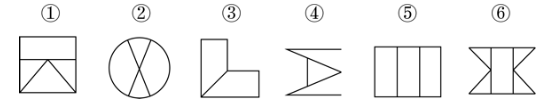 ① ② ③ ④ ⑤ ⑥